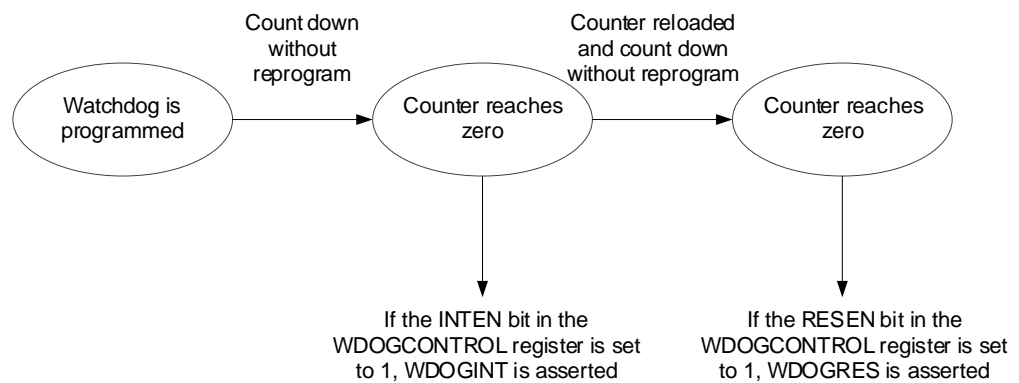 Count down
without
reprogram
Counter reloaded
and count down
without reprogram
Watchdog is
programmed
Counter reaches
zero
Counter reaches
zero
If the INTEN bit in the
WDOGCONTROL register is set
to 1, WDOGINT is asserted
If the RESEN bit in the
WDOGCONTROL register is set
to 1, WDOGRES is asserted